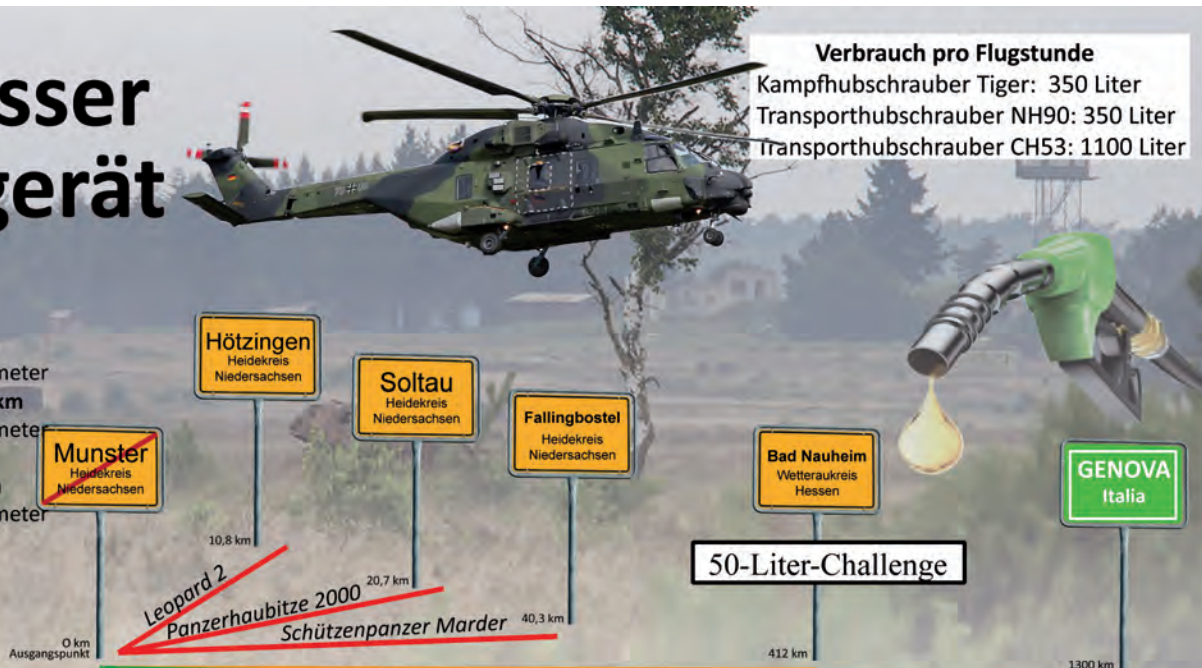 sser
gerät
Verbrauch pro Flugstunde
Kampfhubschrauber Tiger: 350 Liter
Transporthubschrauber NH90: 350 Liter
Transporthubschrauber CH53: 1100 Liter
meter
km
meter
meter
Munster
Heidekreis
Niedersachsen
Hötzingen
Heidekreis
Niedersachsen
Soltau
Heidekreis
Niedersachsen
Fallingbostel
Heidekreis
Niedersachsen
Bad Nauheim
Wetteraukreis
Hessen
GENOVA
Italia
50-Liter-Challenge
10,8 km
Leopard 2
20,7 km
Panzerhaubitze 2000
40,3 km
Schützenpanzer Marder
0 km
Ausgangspunkt
412 km
1300 km